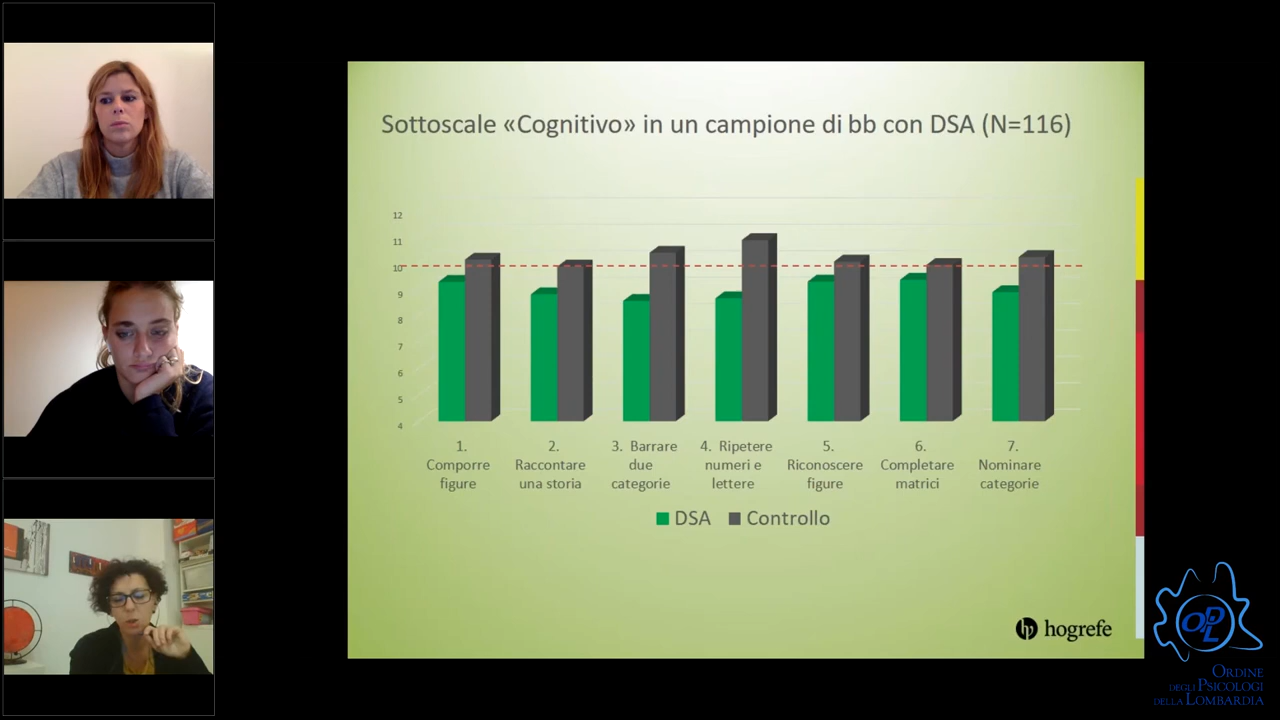 Sottoscale «Cognitivo» in un campione di bb con DSA (N=116)
12
11
10
9
8
7
6
5
4
1.
Comporre
figure
2.
Raccontare
una storia
3. Barrare
due
categorie
4. Ripetere
numeri e
lettere
5.
Riconoscere
figure
6.
Completare
matrici
7.
Nominare
categorie
DSA Controllo
hogrefe
OPL
ORDINE
DEGLI PSICOLOGI
DELLA LOMBARDIA